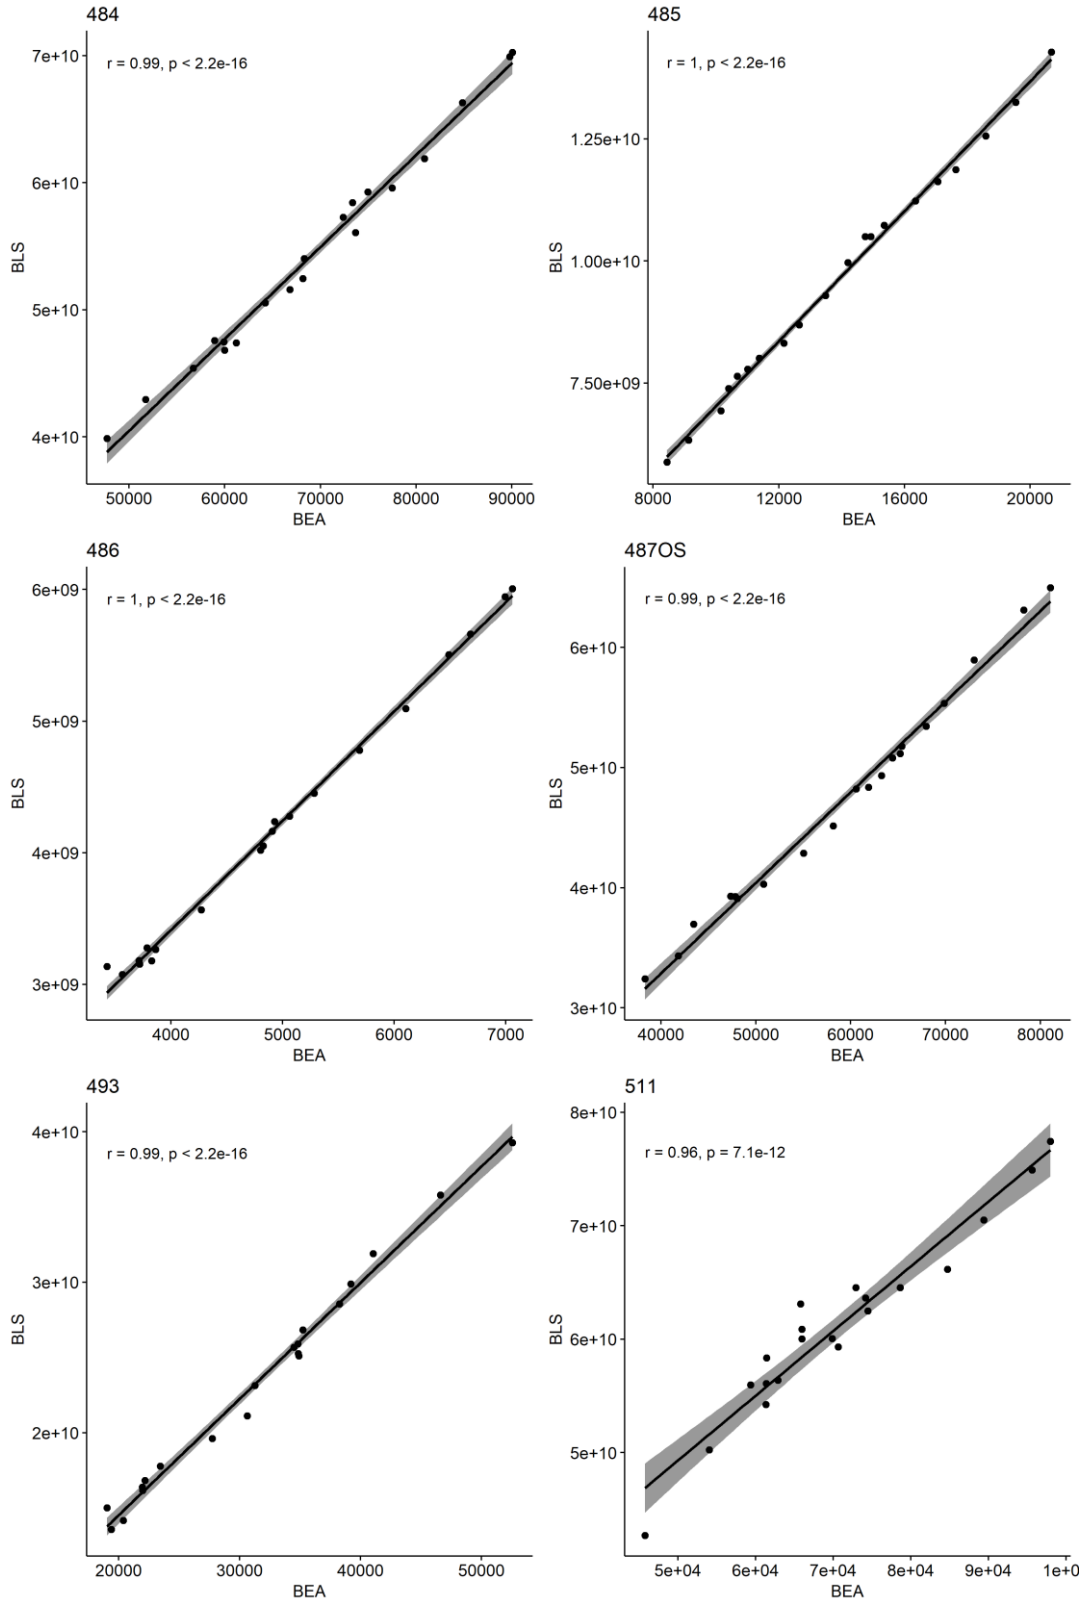 484
r = 0.99, p < 2.2e-16
BLS
7e+10
6e+10
5e+10
4e+10
50000 60000 70000 80000 90000
BEA
485
r = 1, p < 2.2e-16
BLS
1.25e+10
1.00e+10
7.50e+09
8000 12000 16000 20000
BEA
486
r = 1, p < 2.2e-16
BLS
6e+09
5e+09
4e+09
3e+09
4000 5000 6000 7000
BEA
487OS
r = 0.99, p < 2.2e-16
BLS
6e+10
5e+10
4e+10
3e+10
40000 50000 60000 70000 80000
BEA
493
r = 0.99, p < 2.2e-16
BLS
4e+10
3e+10
2e+10
20000 30000 40000 50000
BEA
511
r = 0.96, p = 7.1e-12
BLS
8e+10
7e+10
6e+10
5e+10
5e+04 6e+04 7e+04 8e+04 9e+04 1e+0
BEA